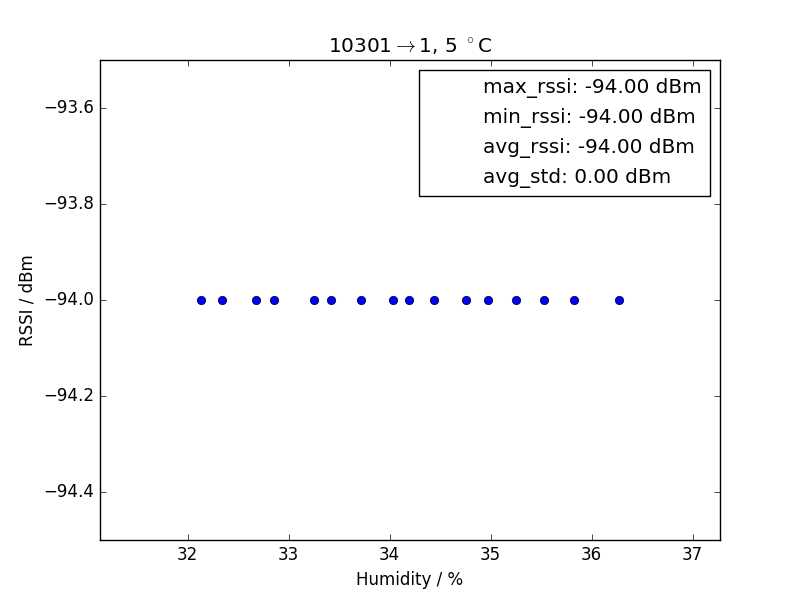 10301→1, 5 °C
max_rssi: -94.00 dBm
min_rssi: -94.00 dBm
avg_rssi: -94.00 dBm
avg_std: 0.00 dBm
−93.6
−93.8
−94.0
−94.2
−94.4
RSSI / dBm
32 33 34 35 36 37
Humidity / %